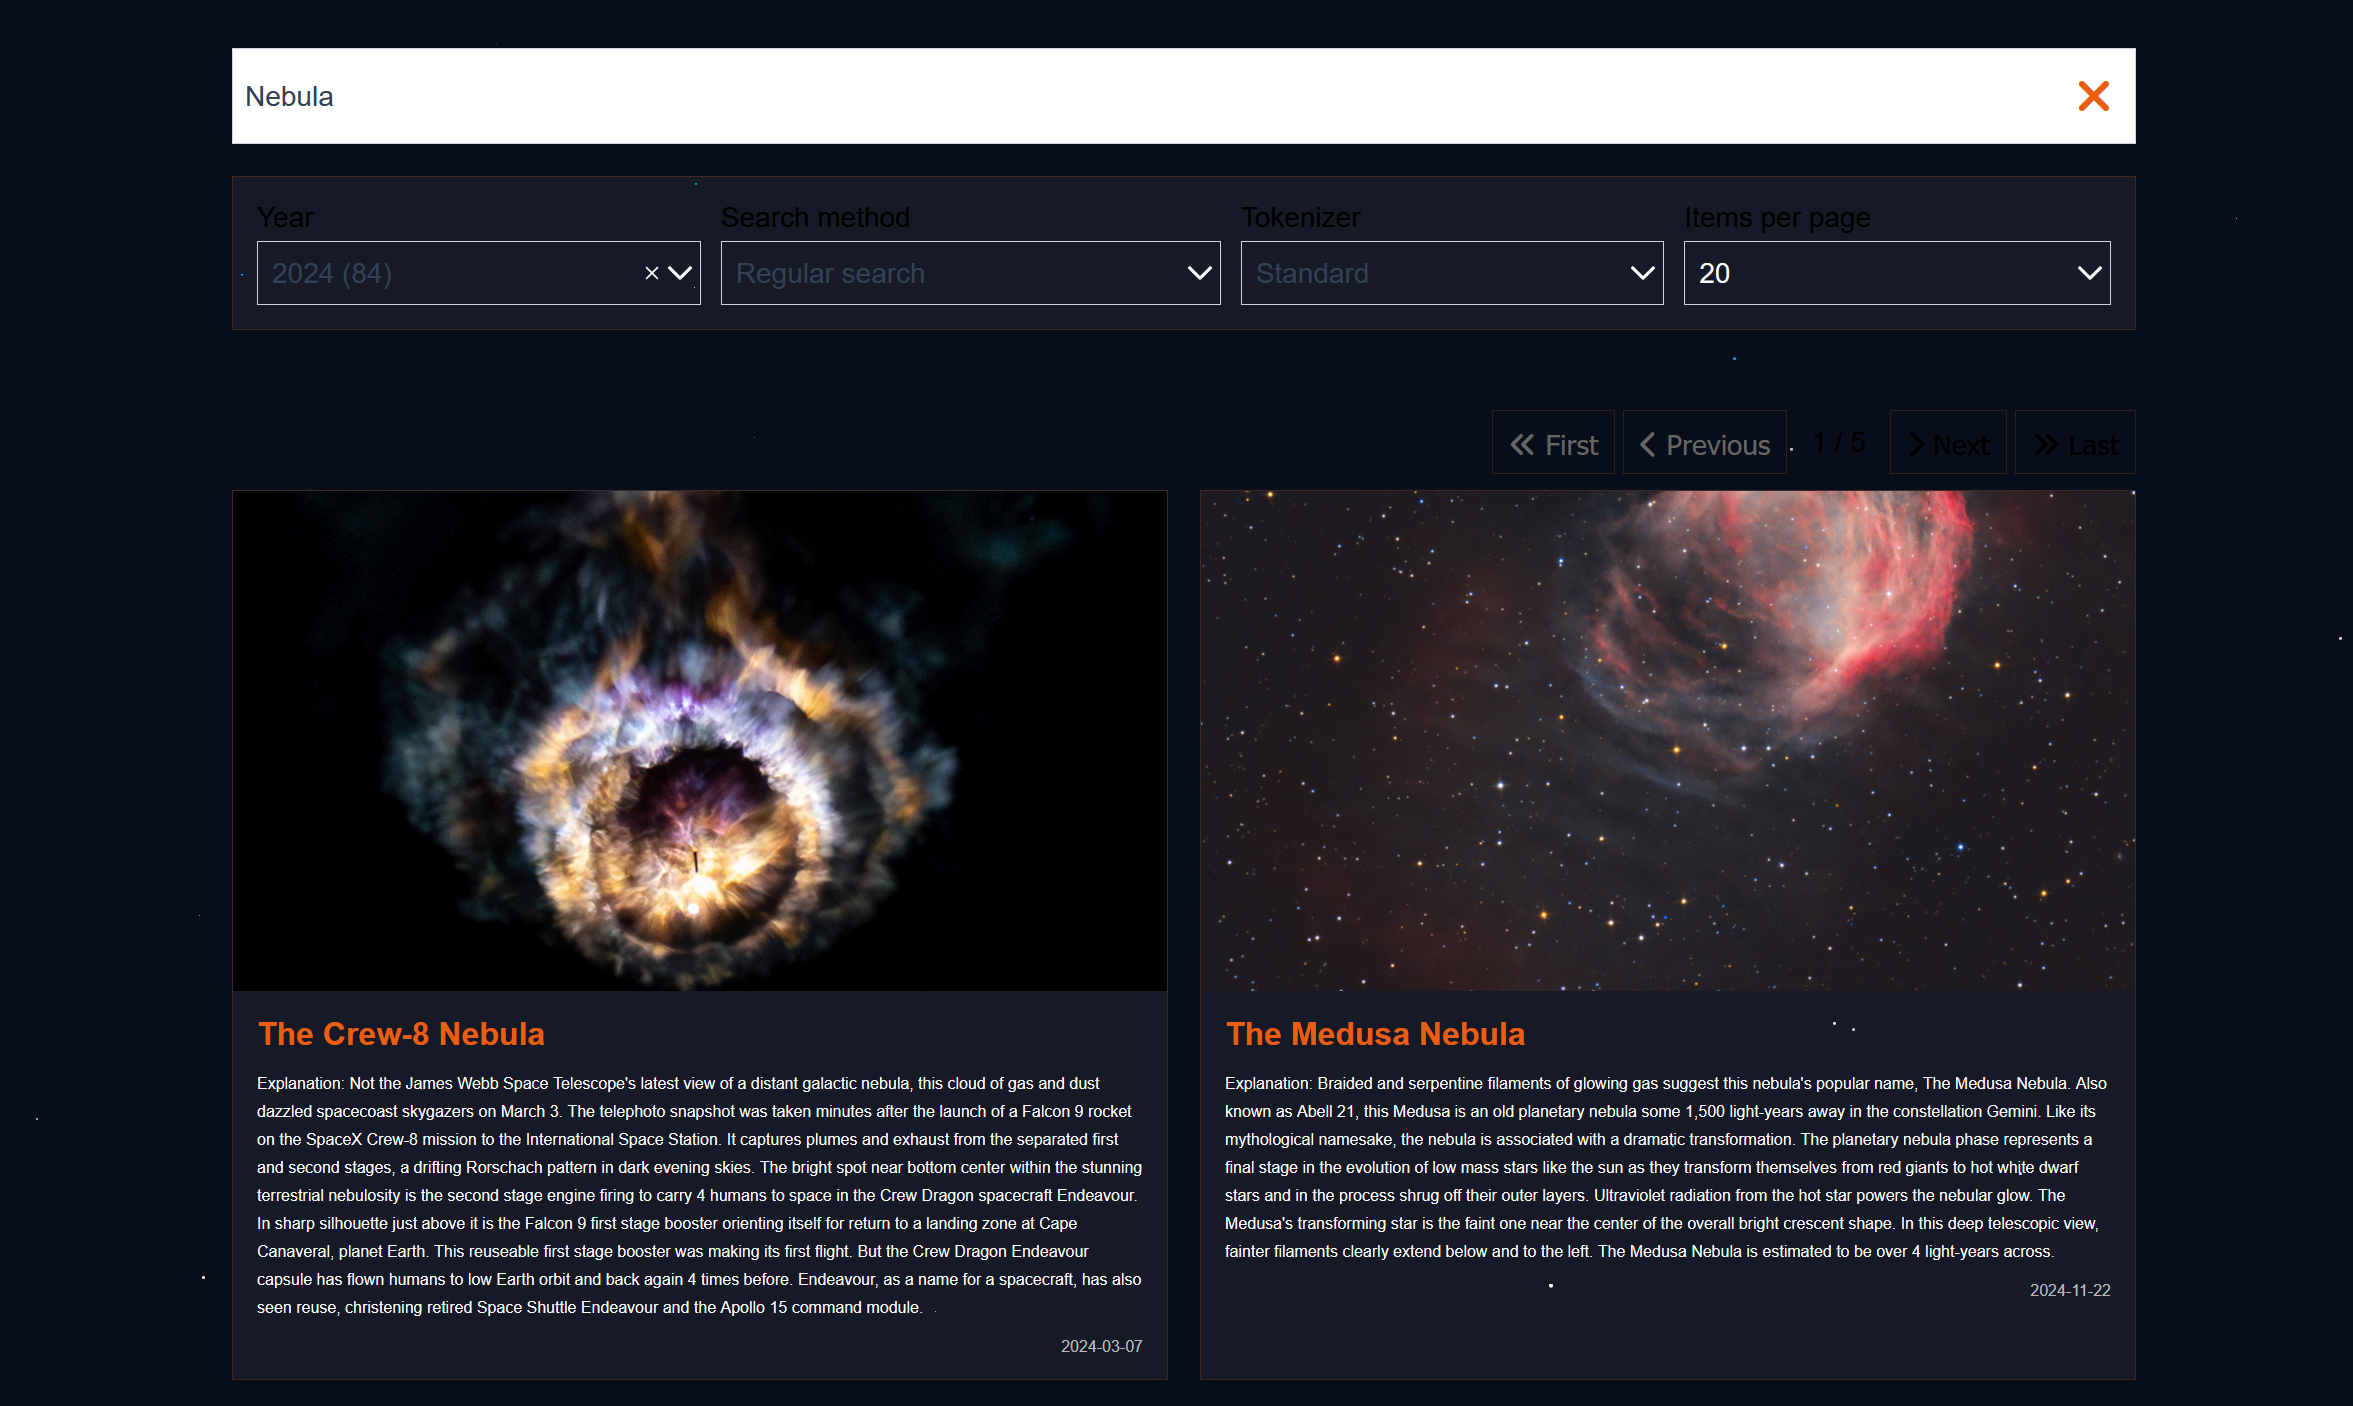 Nebula
Year
Search method
Tokenizer
Items per page
2024 (84)
Regular search
Standard
20
First
Previous
1 / 5
Next
Last
The Crew-8 Nebula
Explanation: Not the James Webb Space Telescope's latest view of a distant galactic nebula, this cloud of gas and dust
dazzled spacecoast skygazers on March 3. The telephoto snapshot was taken minutes after the launch of a Falcon 9 rocket
on the SpaceX Crew-8 mission to the International Space Station. It captures plumes and exhaust from the separated first
and second stages, a drifting Rorschach pattern in dark evening skies. The bright spot near bottom center within the stunning
terrestrial nebulosity is the second stage engine firing to carry 4 humans to space in the Crew Dragon spacecraft Endeavour.
In sharp silhouette just above it is the Falcon 9 first stage booster orienting itself for return to a landing zone at Cape
Canaveral, planet Earth. This reuseable first stage booster was making its first flight. But the Crew Dragon Endeavour
capsule has flown humans to low Earth orbit and back again 4 times before. Endeavour, as a name for a spacecraft, has also
seen reuse, christening retired Space Shuttle Endeavour and the Apollo 15 command module.
2024-03-07
The Medusa Nebula
Explanation: Braided and serpentine filaments of glowing gas suggest this nebula's popular name, The Medusa Nebula. Also
known as Abell 21, this Medusa is an old planetary nebula some 1,500 light-years away in the constellation Gemini. Like its
mythological namesake, the nebula is associated with a dramatic transformation. The planetary nebula phase represents a
final stage in the evolution of low mass stars like the sun as they transform themselves from red giants to hot white dwarf
stars and in the process shrug off their outer layers. Ultraviolet radiation from the hot star powers the nebular glow. The
Medusa's transforming star is the faint one near the center of the overall bright crescent shape. In this deep telescopic view,
fainter filaments clearly extend below and to the left. The Medusa Nebula is estimated to be over 4 light-years across.
2024-11-22